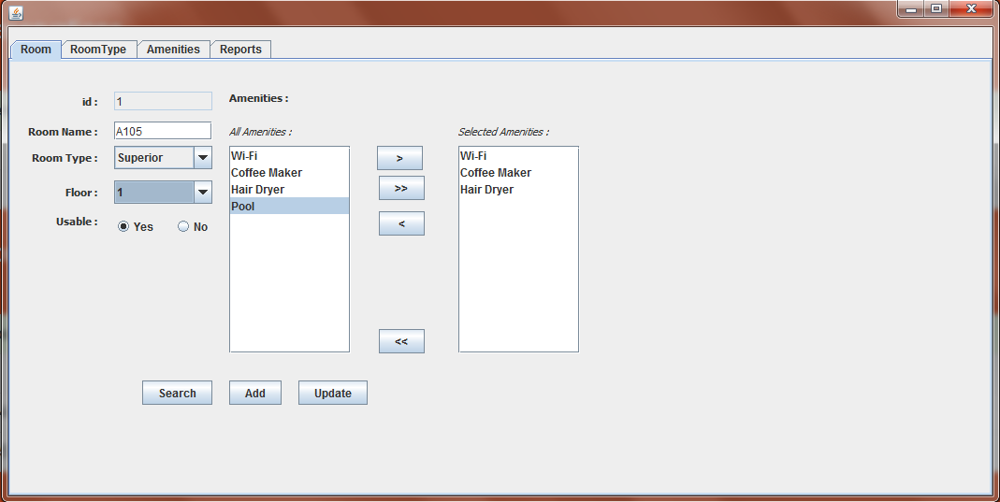 Room RoomType Amenities Reports
id : 1
Amenities :
Room Name : A105
All Amenities :
Selected Amenities :
Room Type : Superior
Floor : 1
Usable : Yes No
Wi-Fi
Coffee Maker
Hair Dryer
Pool
>
>>
<
<<
Wi-Fi
Coffee Maker
Hair Dryer
Search Add Update